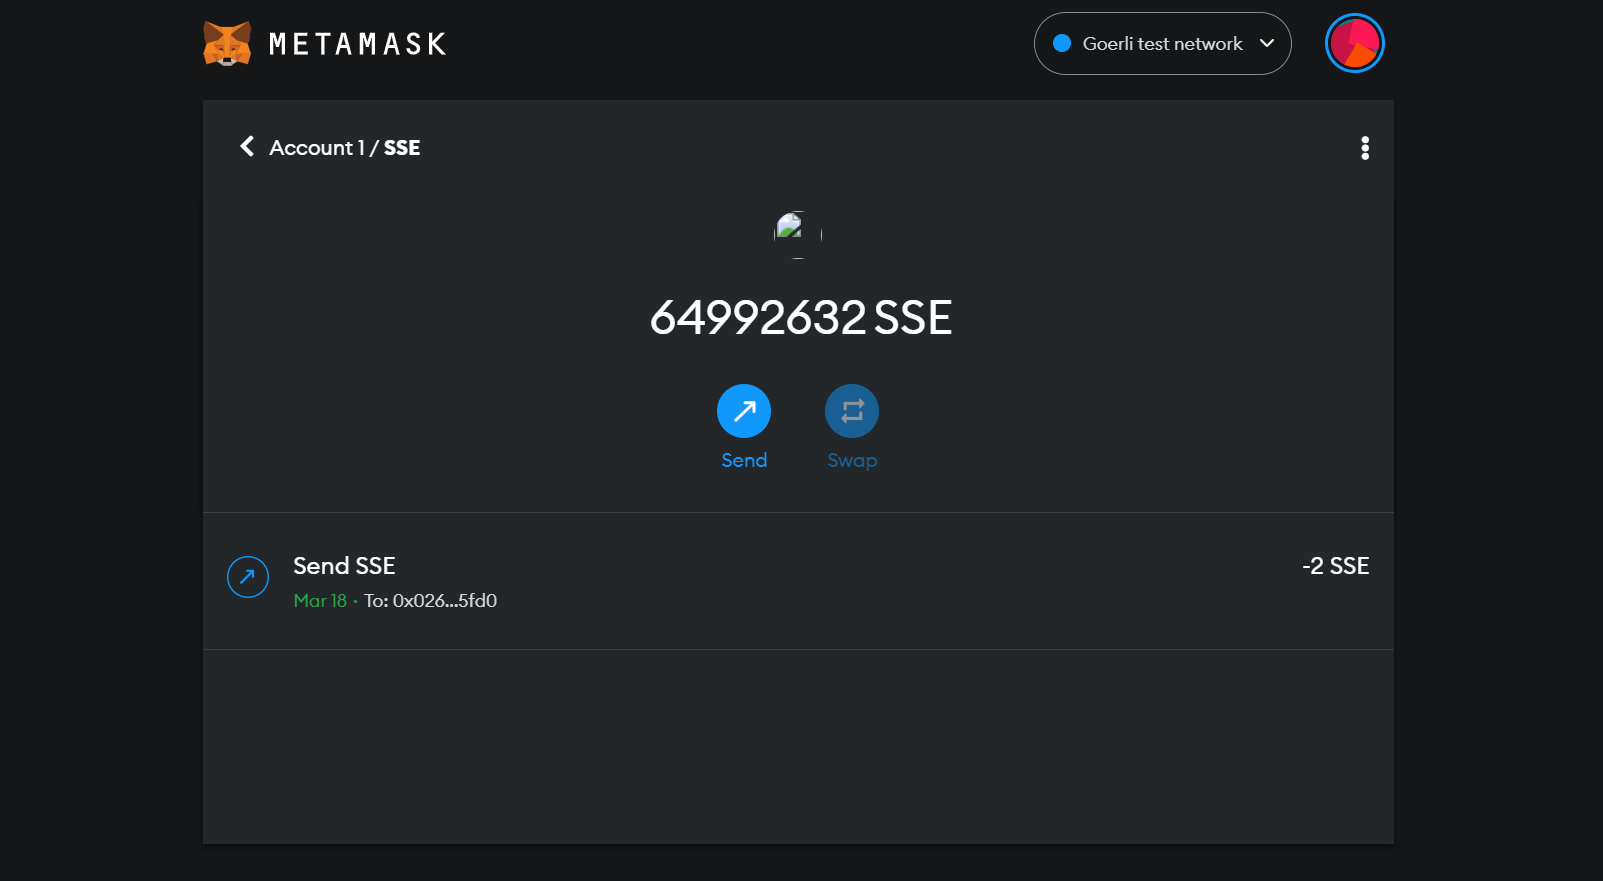 METAMASK
Goerli test network
Account 1 / SSE
64992632 SSE
Send
Swap
Send SSE
-2 SSE
Mar 18 · To: 0x026...5fd0